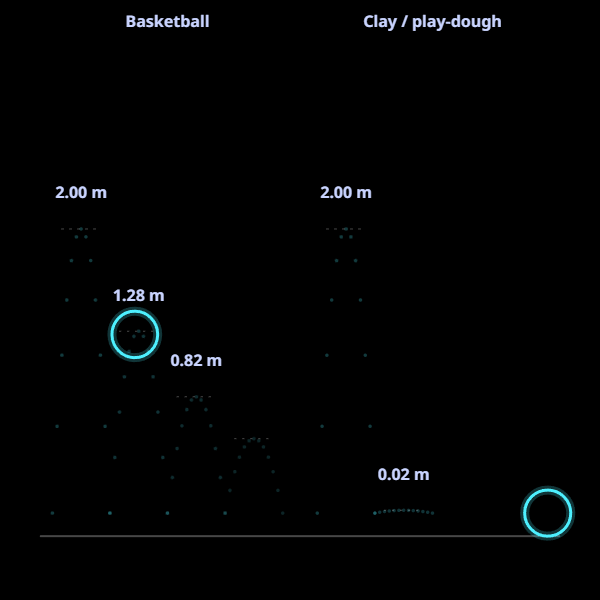 Basketball
Clay / play-dough
2.00 m
2.00 m
1.28 m
0.82 m
0.02 m